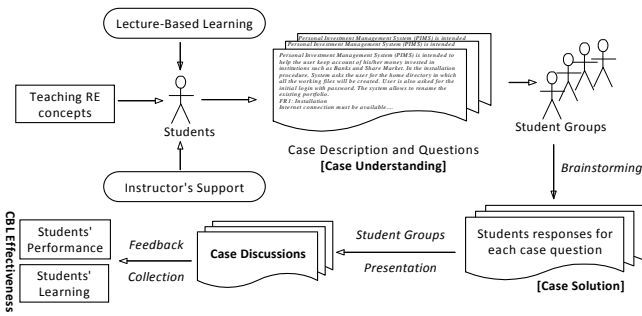 Lecture-Based Learning
Personal Investment Management System (PIMS) is intended
Personal Investment Management System (PIMS) is intended
Personal Investment Management System (PIMS) is intended to
help the user keep account of his/her money invested in
institutions such as Banks and Share Market. In the installation
procedure, System asks the user for the home directory in which
all the working files will be created. User is also asked for the
initial login with password. The system allows to rename the
existing portfolio.
FR1: Installation
Internet connection must be available....
Teaching RE
concepts
Students
Student Groups
Case Description and Questions
[Case Understanding]
Instructor's Support
Brainstorming
CBL Effectiveness
Students'
Performance
Students'
Learning
Feedback
Collection
Case Discussions
Student Groups
Presentation
Students responses for
each case question
[Case Solution]